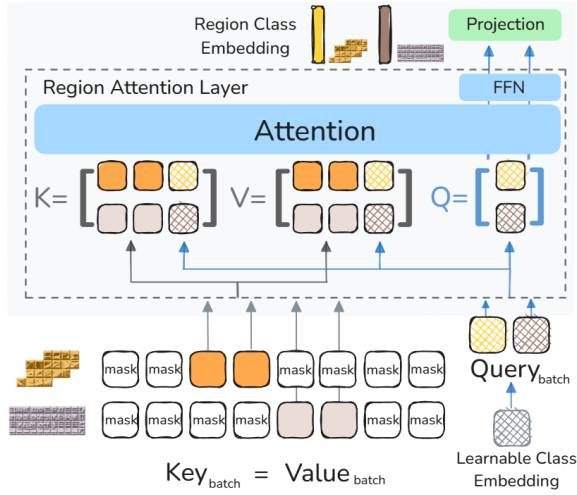 Region Class
Embedding
Projection
Region Attention Layer
FFN
Attention
K=
V=
Q=
mask mask mask mask mask mask
mask mask mask mask mask mask
Query batch
Key batch = Value batch
Learnable Class
Embedding